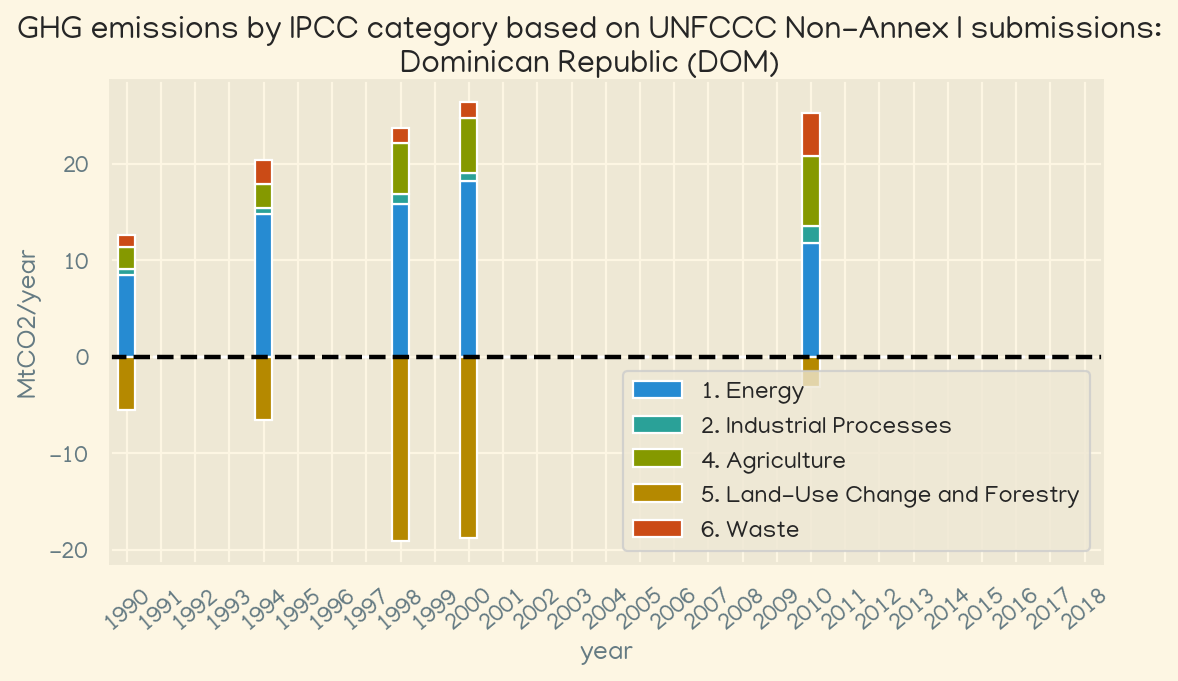 GHG emissions by IPCC category based on UNFCCC Non-Annex I submissions:
Dominican Republic (DOM)
MtCO2/year
20
10
0
-10
-20
1. Energy
2. Industrial Processes
4. Agriculture
5. Land-Use Change and Forestry
6. Waste
1990 1991 1992 1993 1994 1995 1996 1997 1998 1999 2000 2001 2002 2003 2004 2005 2006 2007 2008 2009 2010 2011 2012 2013 2014 2015 2016 2017 2018
year